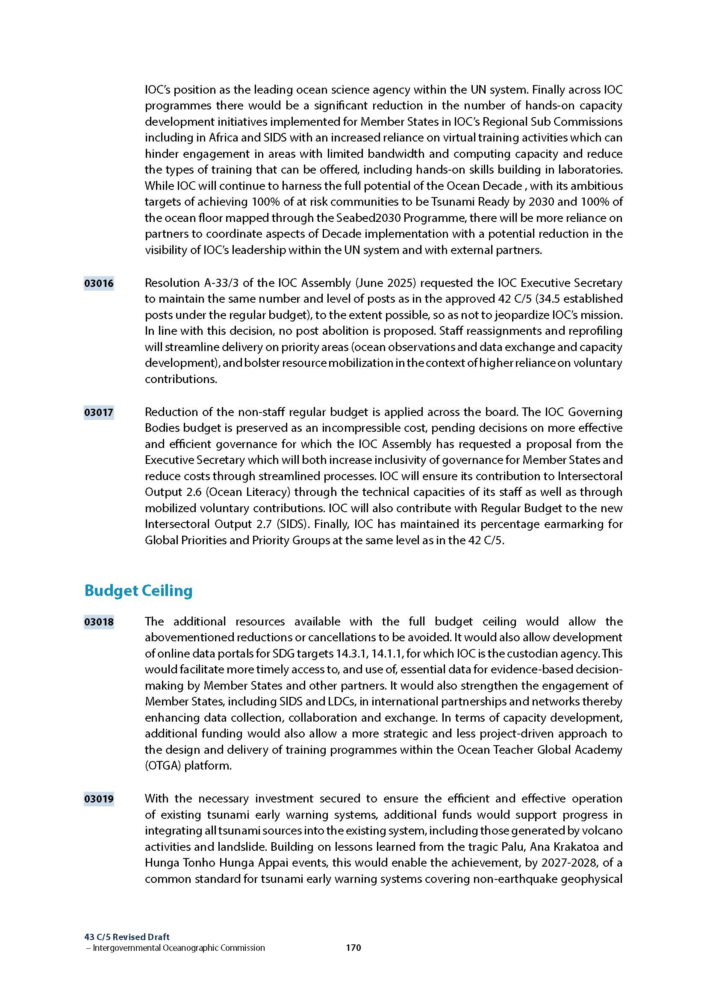 IOC’s position as the leading ocean science agency within the UN system. Finally across IOC
programmes there would be a significant reduction in the number of hands-on capacity
development initiatives implemented for Member States in IOC’s Regional Sub Commissions
including in Africa and SIDS with an increased reliance on virtual training activities which can
hinder engagement in areas with limited bandwidth and computing capacity and reduce
the types of training that can be offered, including hands-on skills building in laboratories.
While IOC will continue to harness the full potential of the Ocean Decade , with its ambitious
targets of achieving 100% of at risk communities to be Tsunami Ready by 2030 and 100% of
the ocean floor mapped through the Seabed2030 Programme, there will be more reliance on
partners to coordinate aspects of Decade implementation with a potential reduction in the
visibility of IOC’s leadership within the UN system and with external partners.
03016 Resolution A-33/3 of the IOC Assembly (June 2025) requested the IOC Executive Secretary
to maintain the same number and level of posts as in the approved 42 C/5 (34.5 established
posts under the regular budget), to the extent possible, so as not to jeopardize IOC’s mission.
In line with this decision, no post abolition is proposed. Staff reassignments and reprofiling
will streamline delivery on priority areas (ocean observations and data exchange and capacity
development), and bolster resource mobilization in the context of higher reliance on voluntary
contributions.
03017 Reduction of the non-staff regular budget is applied across the board. The IOC Governing
Bodies budget is preserved as an incompressible cost, pending decisions on more effective
and efficient governance for which the IOC Assembly has requested a proposal from the
Executive Secretary which will both increase inclusivity of governance for Member States and
reduce costs through streamlined processes. IOC will ensure its contribution to Intersectoral
Output 2.6 (Ocean Literacy) through the technical capacities of its staff as well as through
mobilized voluntary contributions. IOC will also contribute with Regular Budget to the new
Intersectoral Output 2.7 (SIDS). Finally, IOC has maintained its percentage earmarking for
Global Priorities and Priority Groups at the same level as in the 42 C/5.
Budget Ceiling
03018 The additional resources available with the full budget ceiling would allow the
abovementioned reductions or cancellations to be avoided. It would also allow development
of online data portals for SDG targets 14.3.1, 14.1.1, for which IOC is the custodian agency. This
would facilitate more timely access to, and use of, essential data for evidence-based decision-
making by Member States and other partners. It would also strengthen the engagement of
Member States, including SIDS and LDCs, in international partnerships and networks thereby
enhancing data collection, collaboration and exchange. In terms of capacity development,
additional funding would also allow a more strategic and less project-driven approach to
the design and delivery of training programmes within the Ocean Teacher Global Academy
(OTGA) platform.
03019 With the necessary investment secured to ensure the efficient and effective operation
of existing tsunami early warning systems, additional funds would support progress in
integrating all tsunami sources into the existing system, including those generated by volcano
activities and landslide. Building on lessons learned from the tragic Palu, Ana Krakatoa and
Hunga Tonho Hunga Appai events, this would enable the achievement, by 2027-2028, of a
common standard for tsunami early warning systems covering non-earthquake geophysical
43 C/5 Revised Draft
– Intergovernmental Oceanographic Commission 170